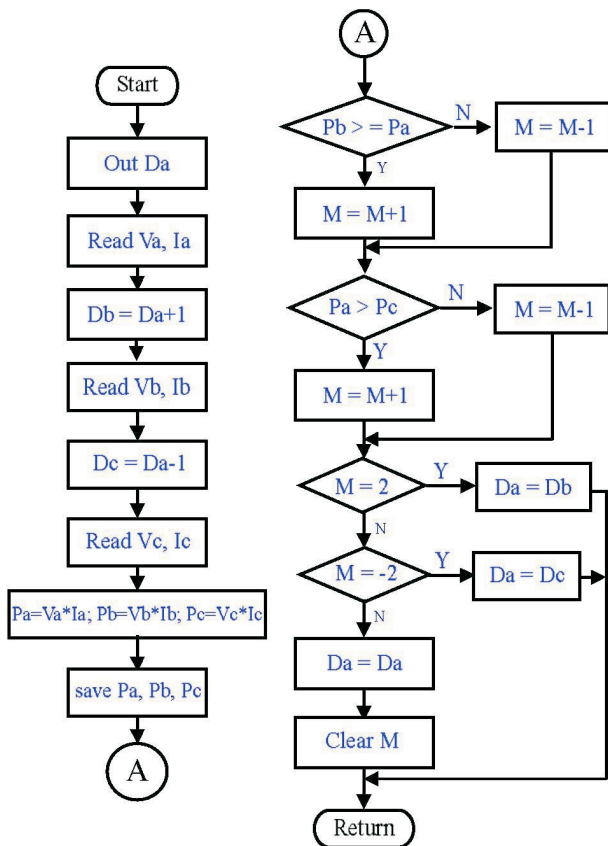 Start
Out Da
Read Va, Ia
Db = Da+1
Read Vb, Ib
Dc = Da-1
Read Vc, Ic
Pa=Va*Ia; Pb=Vb*Ib; Pc=Vc*Ic
save Pa, Pb, Pc
A
A
Pb > = Pa
N
M = M-1
Y
M = M+1
Pa > Pc
N
M = M-1
Y
M = M+1
M = 2
Y
Da = Db
N
M = -2
Y
Da = Dc
N
Da = Da
Clear M
Return